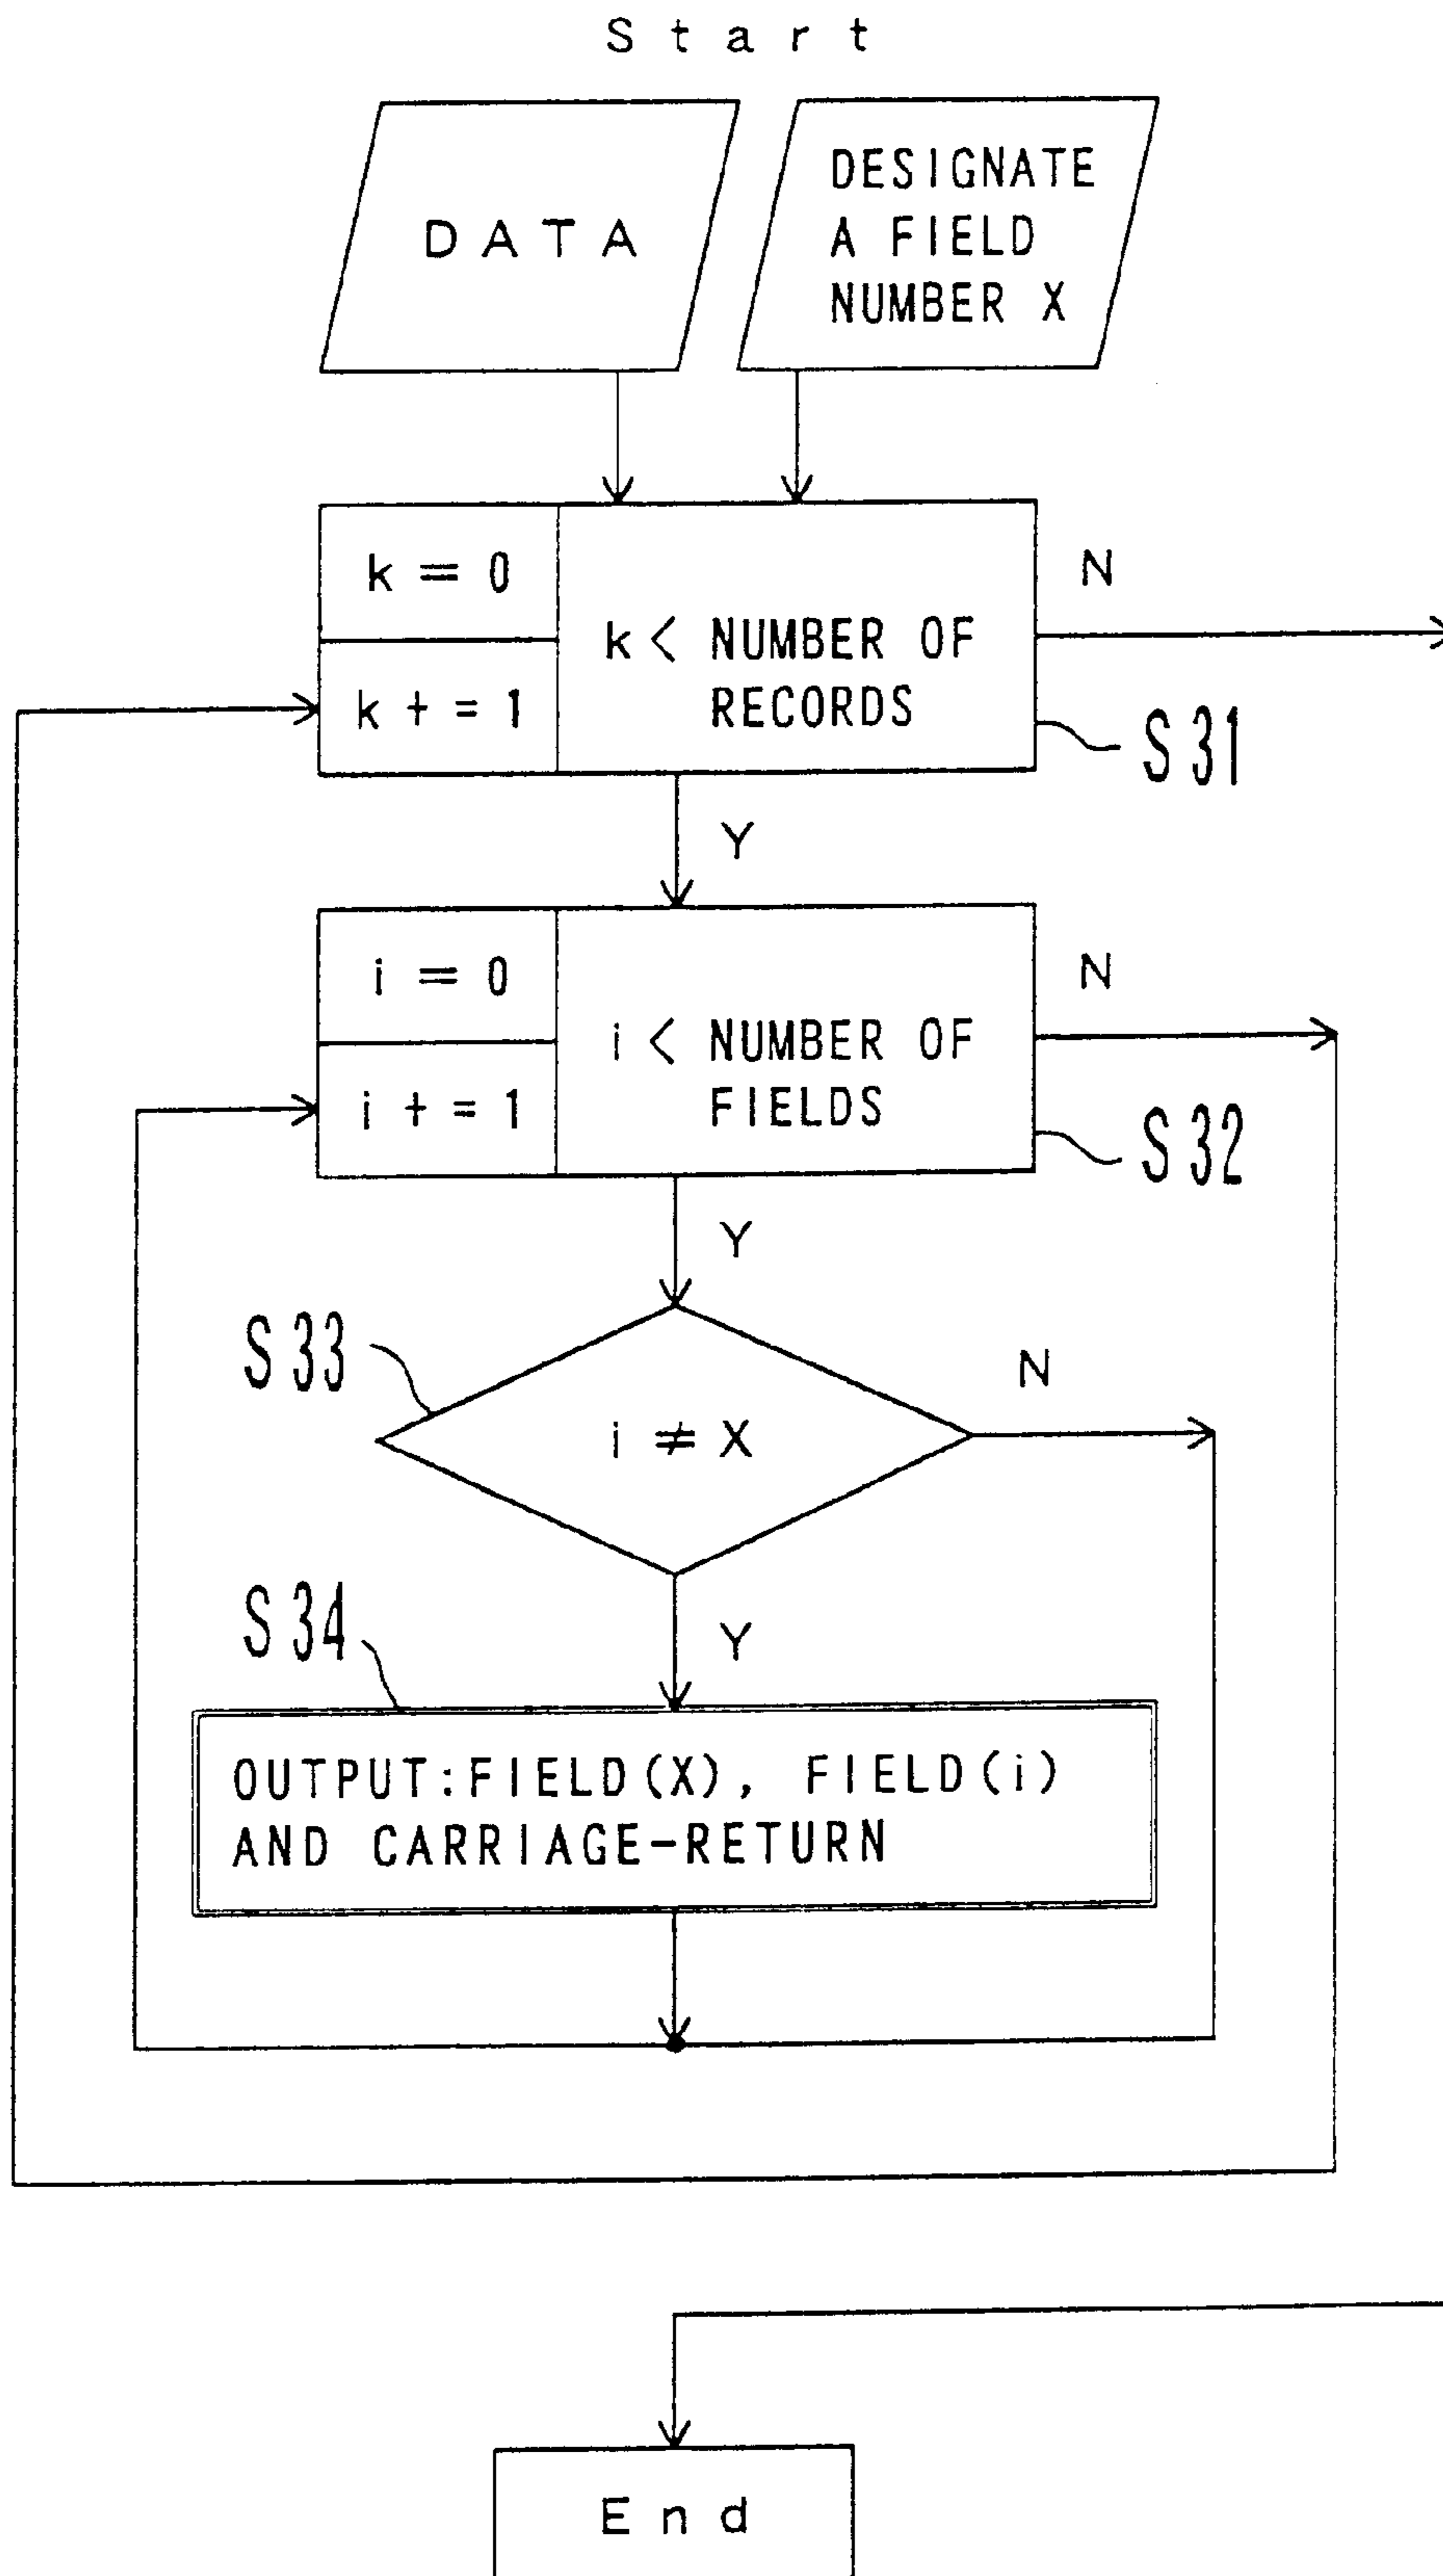 Start
DATA
DESIGNATE
A FIELD
NUMBER X
k = 0
k += 1
k < NUMBER OF
RECORDS
N
S31
Y
i = 0
i += 1
i < NUMBER OF
FIELDS
N
S32
Y
S33
i ≠ X
N
S34
Y
OUTPUT:FIELD(X), FIELD(i)
AND CARRIAGE-RETURN
End